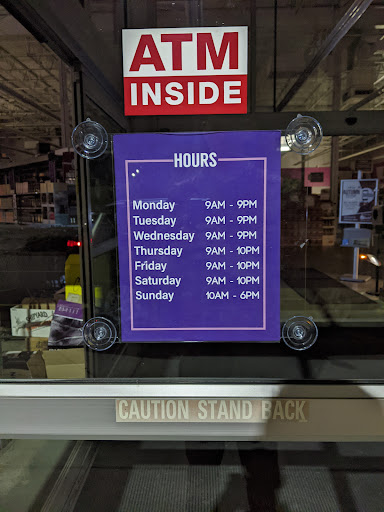 ATM
INSIDE
HOURS
Monday 9AM - 9PM
Tuesday 9AM - 9PM
Wednesday 9AM - 9PM
Thursday 9AM - 10PM
Friday 9AM - 10PM
Saturday 9AM - 10PM
Sunday 10AM - 6PM
CAUTION STAND BACK